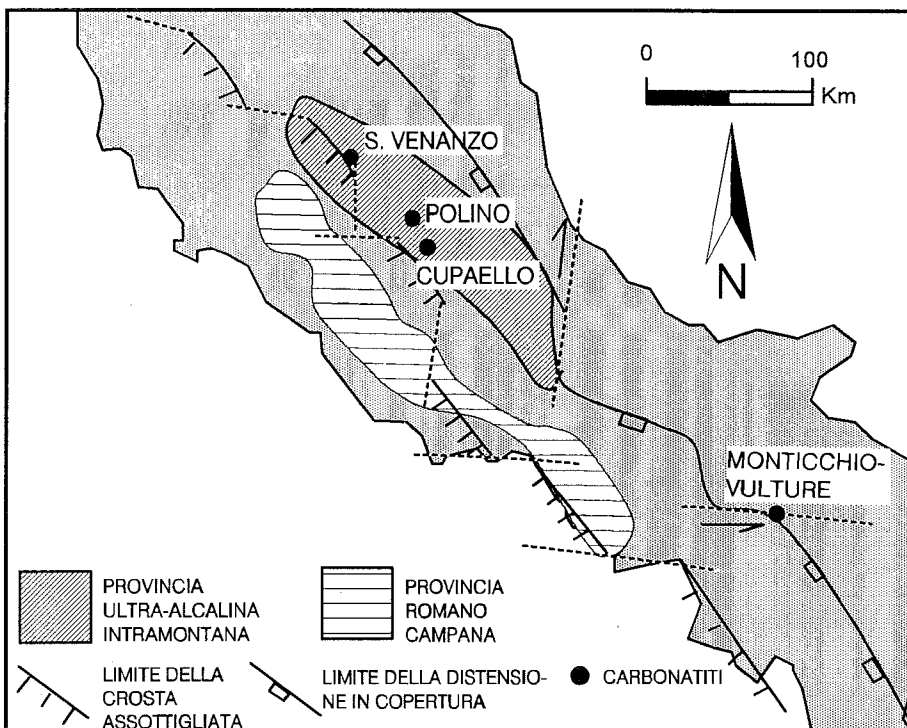 0 100
Km
S. VENANZO
POLINO
CUPAELLO
N
MONTICCHIO-
VULTURE
PROVINCIA
ULTRA-ALCALINA
INTRAMONTANA
PROVINCIA
ROMANO
CAMPANA
LIMITE DELLA
CROSTA
ASSOTTIGLIATA
LIMITE DELLA DISTENSIO-
NE IN COPERTURA
CARBONATITI